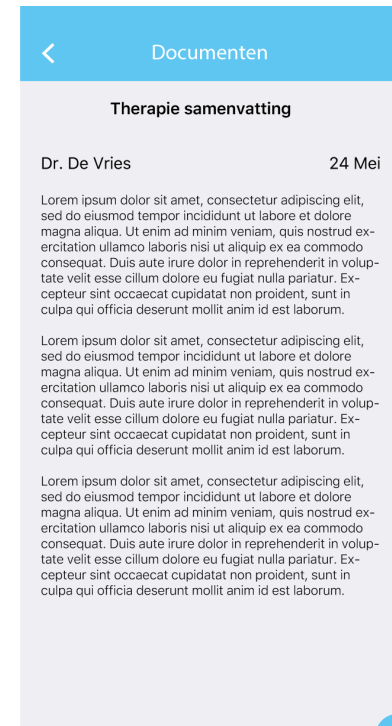 Documenten
Therapie samenvatting
Dr. De Vries 24 Mei
Lorem ipsum dolor sit amet, consectetur adipiscing elit,
sed do eiusmod tempor incididunt ut labore et dolore
magna aliqua. Ut enim ad minim veniam, quis nostrud ex-
ercitation ullamco laboris nisi ut aliquip ex ea commodo
consequat. Duis aute irure dolor in reprehenderit in volup-
tate velit esse cillum dolore eu fugiat nulla pariatur. Ex-
cepteur sint occaecat cupidatat non proident, sunt in
culpa qui officia deserunt mollit anim id est laborum.
Lorem ipsum dolor sit amet, consectetur adipiscing elit,
sed do eiusmod tempor incididunt ut labore et dolore
magna aliqua. Ut enim ad minim veniam, quis nostrud ex-
ercitation ullamco laboris nisi ut aliquip ex ea commodo
consequat. Duis aute irure dolor in reprehenderit in volup-
tate velit esse cillum dolore eu fugiat nulla pariatur. Ex-
cepteur sint occaecat cupidatat non proident, sunt in
culpa qui officia deserunt mollit anim id est laborum.
Lorem ipsum dolor sit amet, consectetur adipiscing elit,
sed do eiusmod tempor incididunt ut labore et dolore
magna aliqua. Ut enim ad minim veniam, quis nostrud ex-
ercitation ullamco laboris nisi ut aliquip ex ea commodo
consequat. Duis aute irure dolor in reprehenderit in volup-
tate velit esse cillum dolore eu fugiat nulla pariatur. Ex-
cepteur sint occaecat cupidatat non proident, sunt in
culpa qui officia deserunt mollit anim id est laborum.